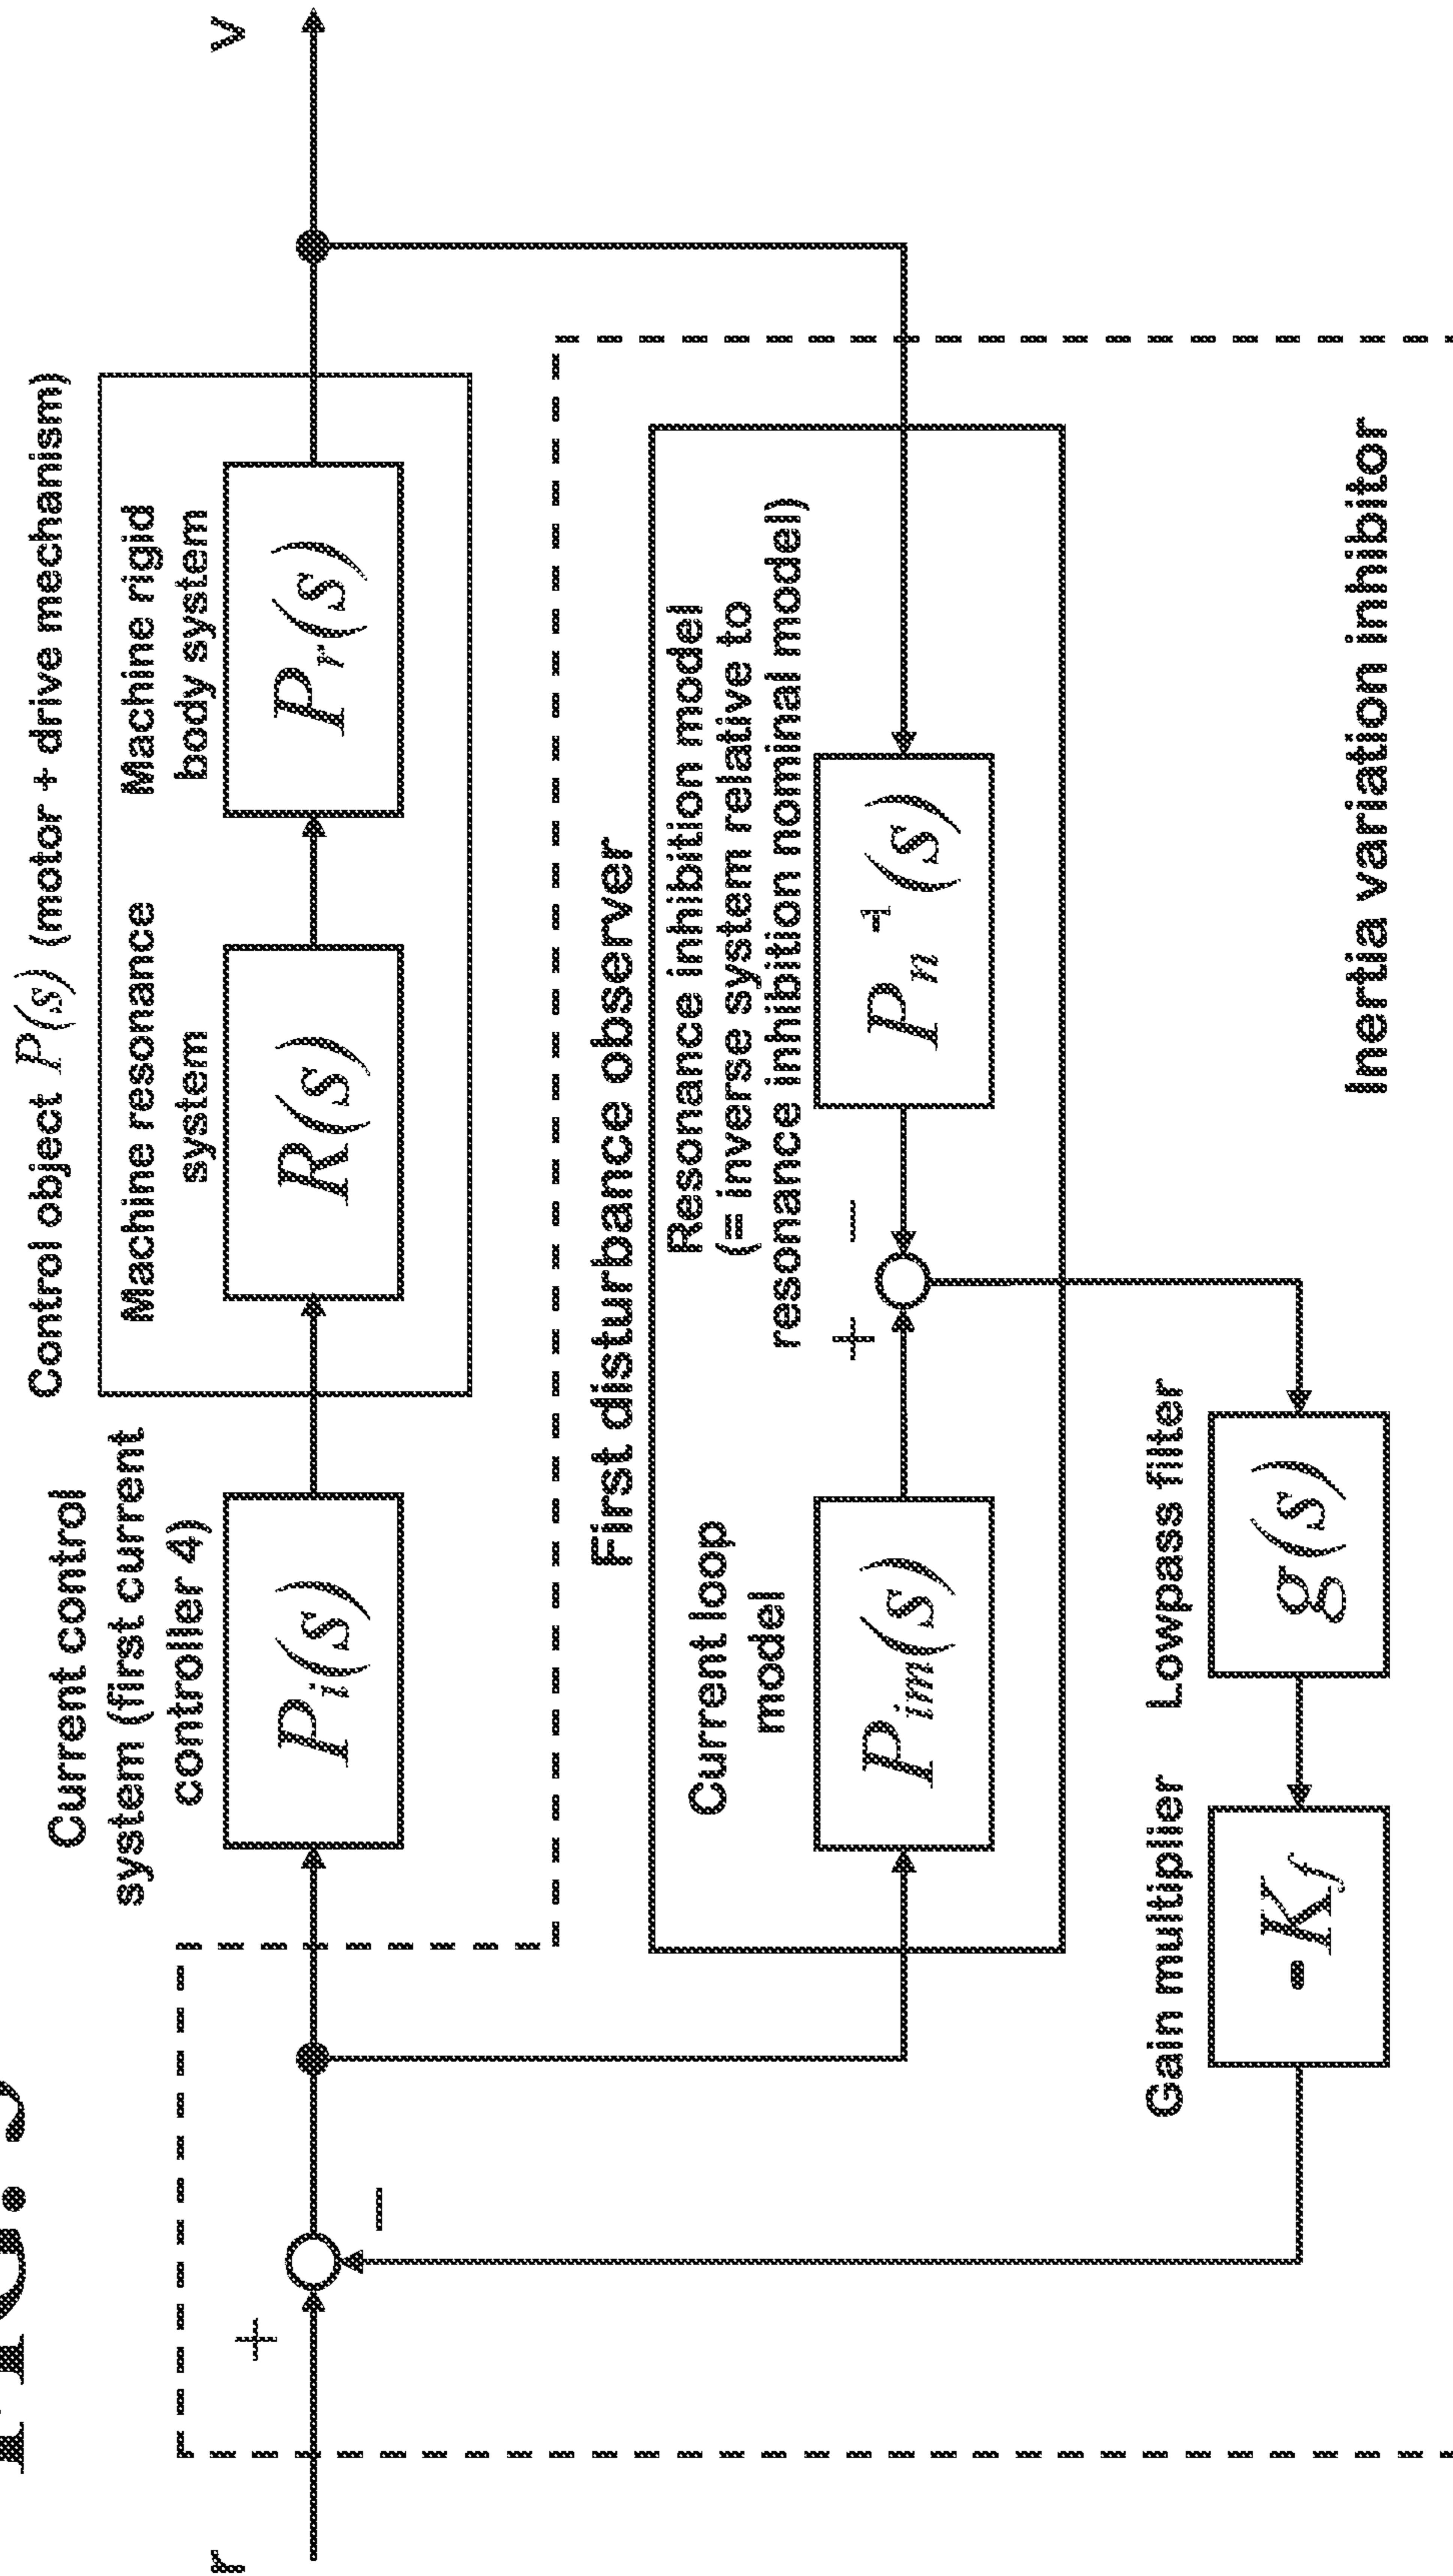 Control object P(s) (motor + drive mechanism)
Current control
system (first current
controller 4)
Machine resonance
system
Machine rigid
body system
r
+
−
Pi(s)
R(s)
Pr(s)
v
First disturbance observer
Current loop
model
Resonance inhibition model
(= inverse system relative to
resonance inhibition nominal model)
Pim(s)
+
−
Pn⁻¹(s)
Gain multiplier
Lowpass filter
-Kf
g(s)
Inertia variation inhibitor